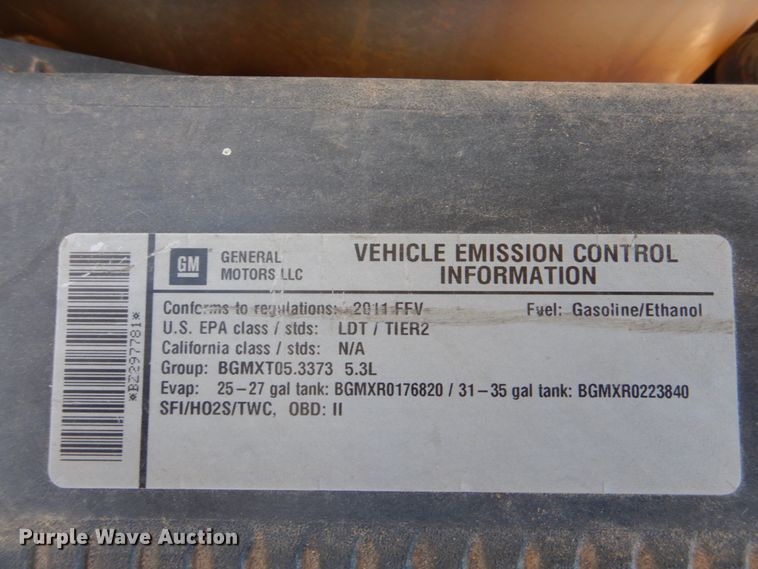 GM
GENERAL
MOTORS LLC
VEHICLE EMISSION CONTROL
INFORMATION
Conforms to regulations: 2011 FFV Fuel: Gasoline/Ethanol
U.S. EPA class / stds: LDT / TIER2
California class / stds: N/A
Group: BGMXT05.3373 5.3L
Evap: 25-27 gal tank: BGMXR0176820 / 31-35 gal tank: BGMXR0223840
SFI/HO2S/TWC, OBD: II
*BZ297781*
Purple Wave Auction